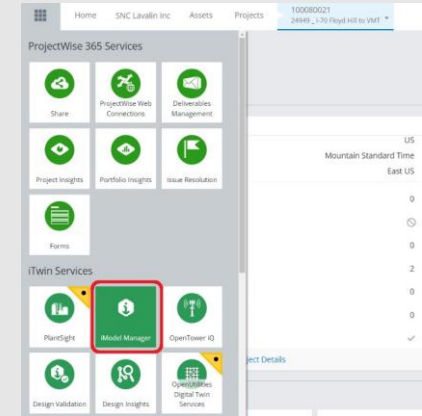 Home SNC Lavalin Inc Assets Projects
100080021
24949 _ I-70 Floyd Hill to VMT
ProjectWise 365 Services
Share
ProjectWise Web
Connections
Deliverables
Management
Project Insights
Portfolio Insights
Issue Resolution
Forms
iTwin Services
PlantSight
iModel Manager
OpenTower iQ
Design Validation
Design Insights
OpenUtilities
Digital Twin
Services
US
Mountain Standard Time
East US
0
0
2
0
0
ject Details